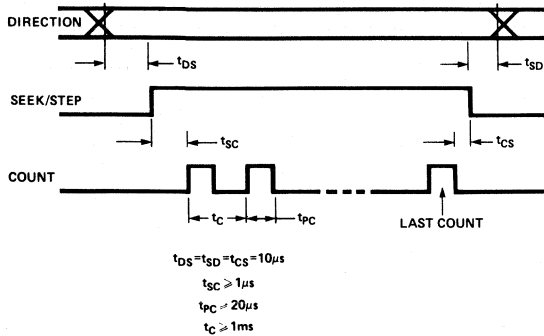 DIRECTION
tDS
tSD
SEEK/STEP
tSC
tCS
COUNT
tC
tPC
LAST COUNT
tDS=tSD=tCS=10μs
tSC ≥ 1μs
tPC ≥ 20μs
tC ≥ 1ms